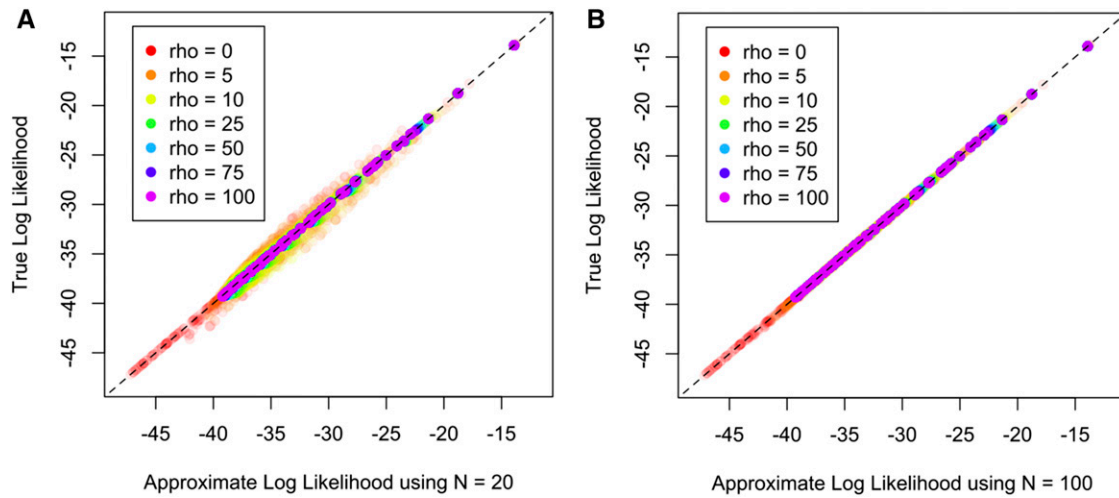 A
rho = 0
rho = 5
rho = 10
rho = 25
rho = 50
rho = 75
rho = 100
True Log Likelihood
-15
-20
-25
-30
-35
-40
-45
-45 -40 -35 -30 -25 -20 -15
Approximate Log Likelihood using N = 20
B
rho = 0
rho = 5
rho = 10
rho = 25
rho = 50
rho = 75
rho = 100
True Log Likelihood
-15
-20
-25
-30
-35
-40
-45
-45 -40 -35 -30 -25 -20 -15
Approximate Log Likelihood using N = 100